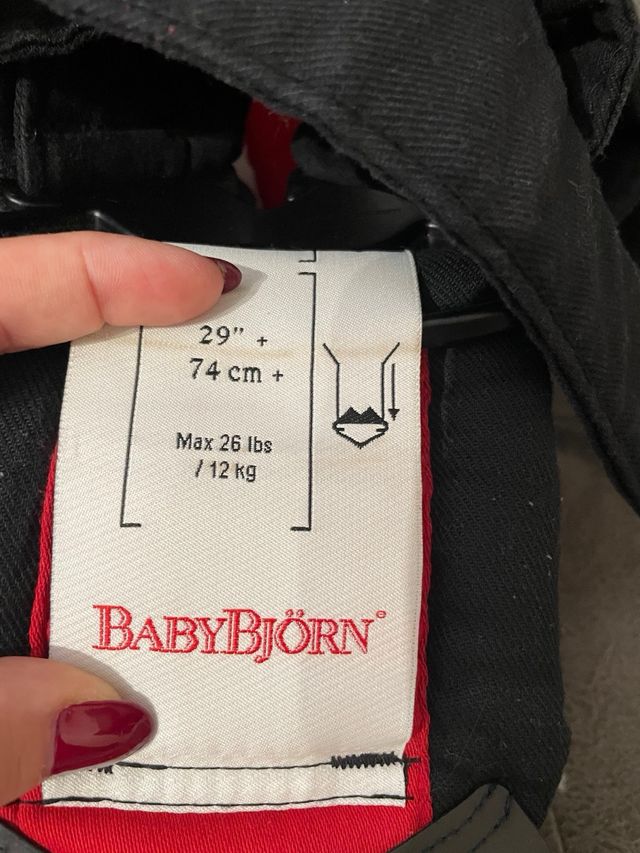 29" +
74 cm +
Max 26 lbs
/ 12 kg
BABYBJÖRN®